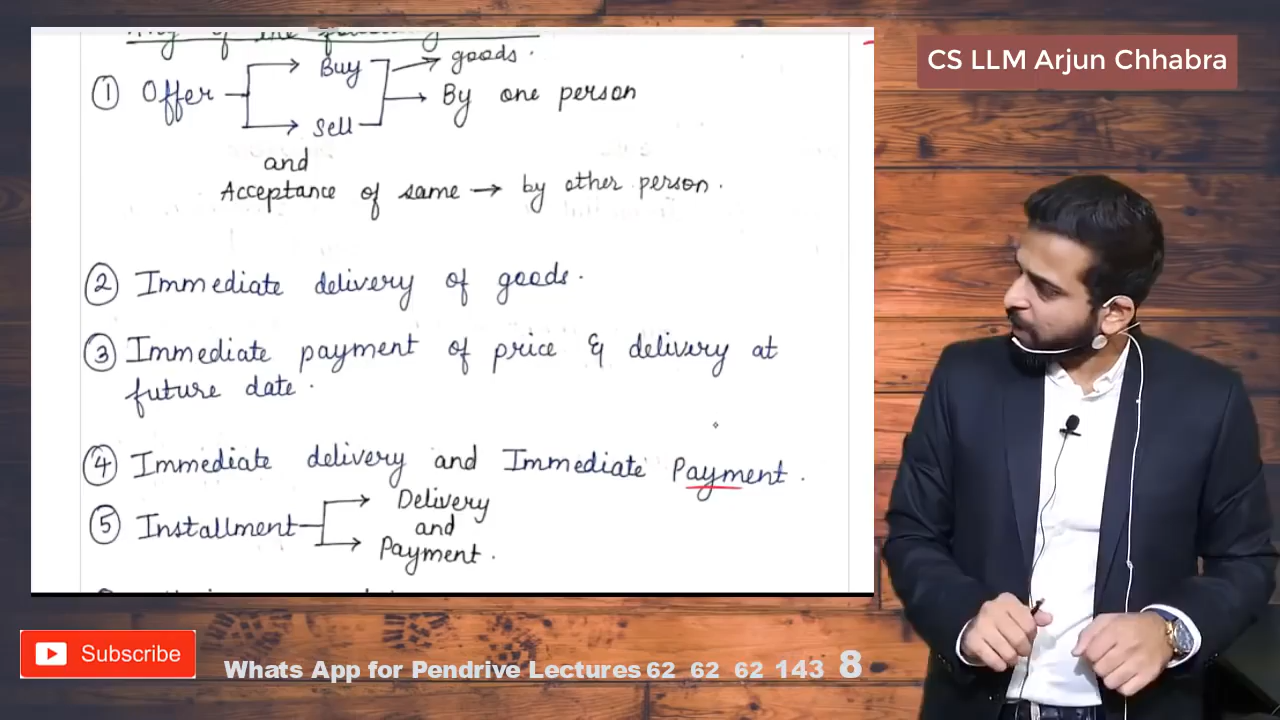 CS LLM Arjun Chhabra
① Offer → Buy → goods.
→ Sell → By one person
and
Acceptance of same → by other person.
② Immediate delivery of goods.
③ Immediate payment of price & delivery at
future date.
④ Immediate delivery and Immediate Payment.
⑤ Installment → Delivery
and
→ Payment.
Subscribe
Whats App for Pendrive Lectures 62 62 62 143 8